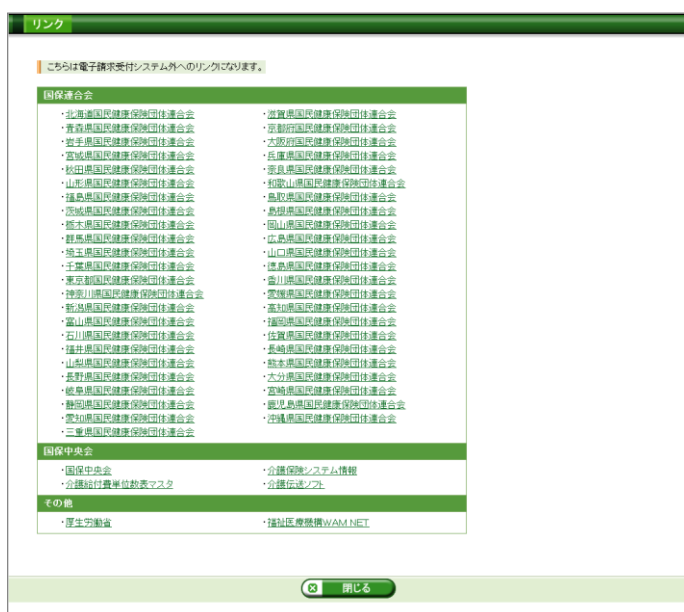 リンク
こちらは電子請求受付システム外へのリンクになります。
国保連合会
・北海道国民健康保険団体連合会
・青森県国民健康保険団体連合会
・岩手県国民健康保険団体連合会
・宮城県国民健康保険団体連合会
・秋田県国民健康保険団体連合会
・山形県国民健康保険団体連合会
・福島県国民健康保険団体連合会
・茨城県国民健康保険団体連合会
・栃木県国民健康保険団体連合会
・群馬県国民健康保険団体連合会
・埼玉県国民健康保険団体連合会
・千葉県国民健康保険団体連合会
・東京都国民健康保険団体連合会
・神奈川県国民健康保険団体連合会
・新潟県国民健康保険団体連合会
・富山県国民健康保険団体連合会
・石川県国民健康保険団体連合会
・福井県国民健康保険団体連合会
・山梨県国民健康保険団体連合会
・長野県国民健康保険団体連合会
・岐阜県国民健康保険団体連合会
・静岡県国民健康保険団体連合会
・愛知県国民健康保険団体連合会
・三重県国民健康保険団体連合会
・滋賀県国民健康保険団体連合会
・京都府国民健康保険団体連合会
・大阪府国民健康保険団体連合会
・兵庫県国民健康保険団体連合会
・奈良県国民健康保険団体連合会
・和歌山県国民健康保険団体連合会
・鳥取県国民健康保険団体連合会
・島根県国民健康保険団体連合会
・岡山県国民健康保険団体連合会
・広島県国民健康保険団体連合会
・山口県国民健康保険団体連合会
・徳島県国民健康保険団体連合会
・香川県国民健康保険団体連合会
・愛媛県国民健康保険団体連合会
・高知県国民健康保険団体連合会
・福岡県国民健康保険団体連合会
・佐賀県国民健康保険団体連合会
・長崎県国民健康保険団体連合会
・熊本県国民健康保険団体連合会
・大分県国民健康保険団体連合会
・宮崎県国民健康保険団体連合会
・鹿児島県国民健康保険団体連合会
・沖縄県国民健康保険団体連合会
国保中央会
・国保中央会
・介護給付費単位数表マスタ
・介護保険システム情報
・介護伝送ソフト
その他
・厚生労働省
・福祉医療機構WAM NET
閉じる